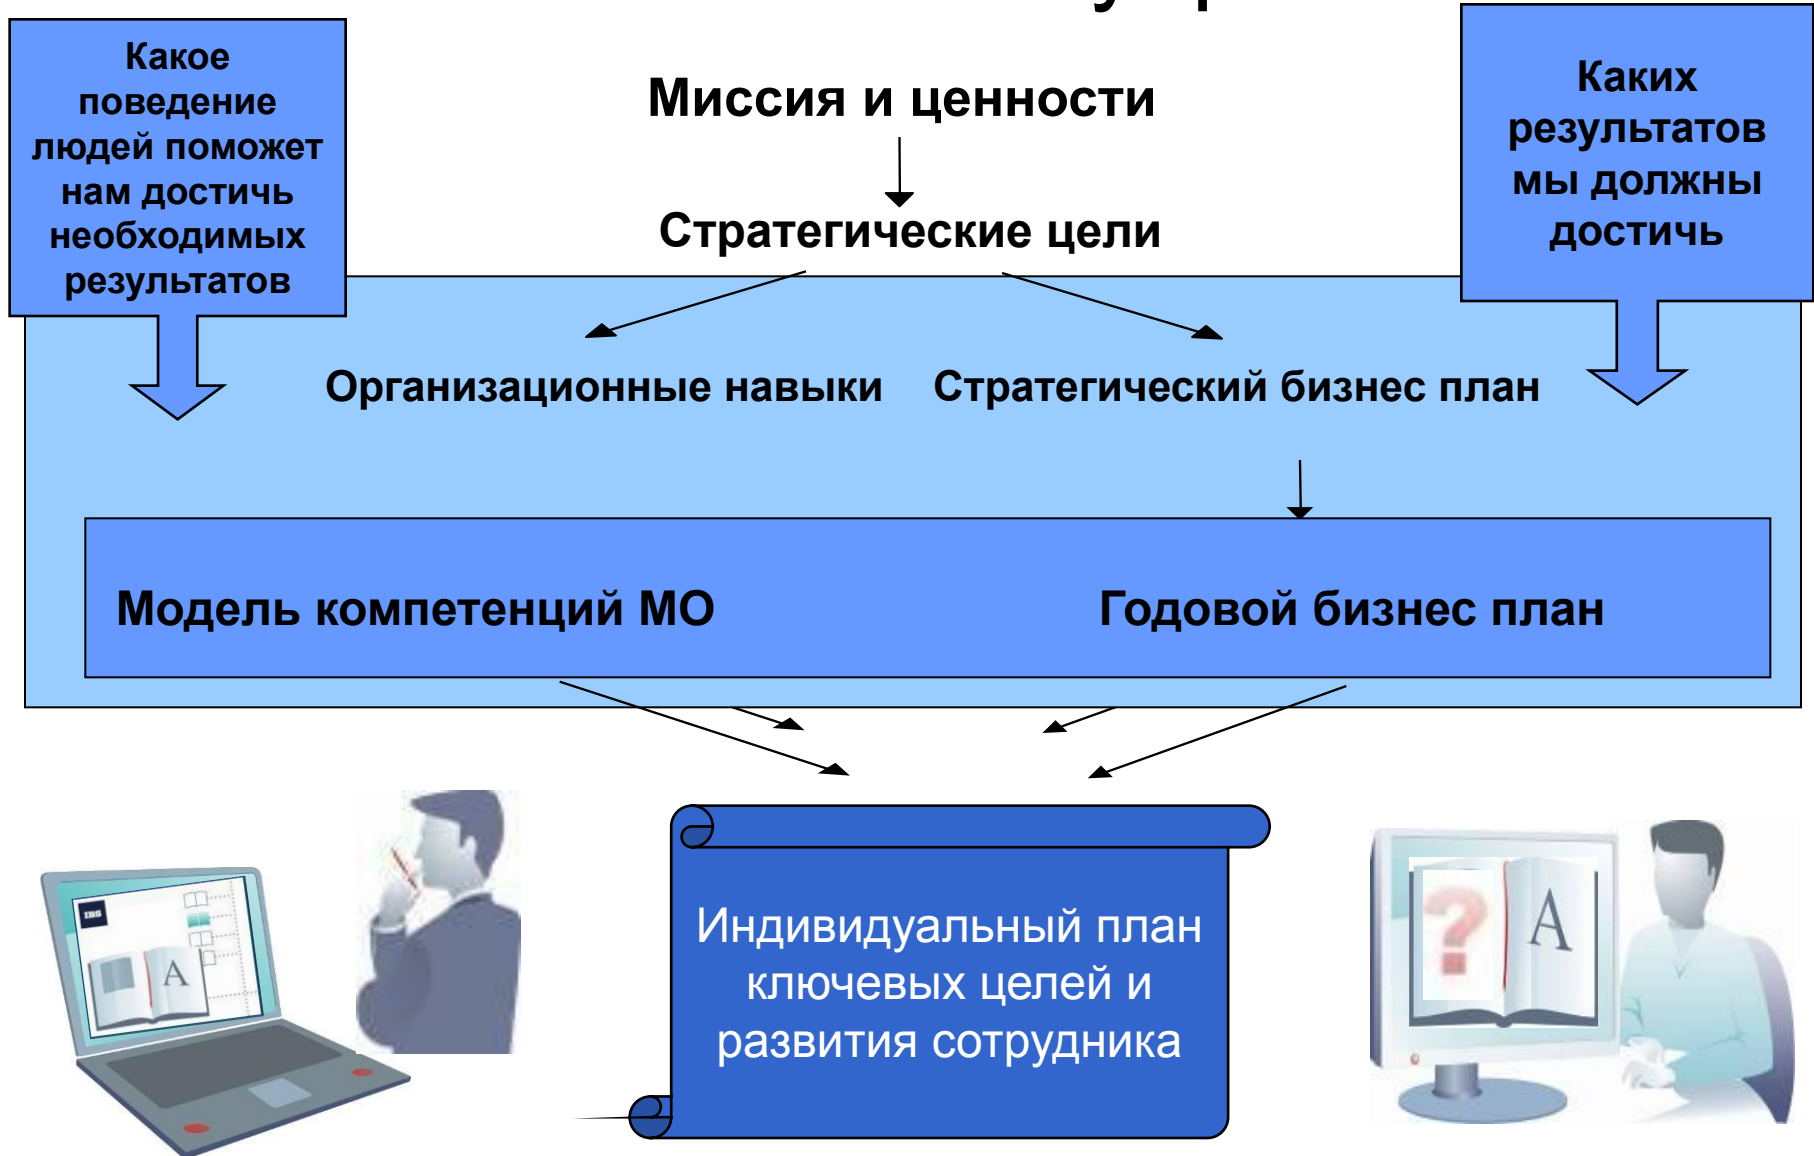 Какое
поведение
людей поможет
нам достичь
необходимых
результатов
Миссия и ценности
Каких
результатов
мы должны
достичь
Стратегические цели
Организационные навыки
Стратегический бизнес план
Модель компетенций МО
Годовой бизнес план
IBS
A
Индивидуальный план
ключевых целей и
развития сотрудника
?
A